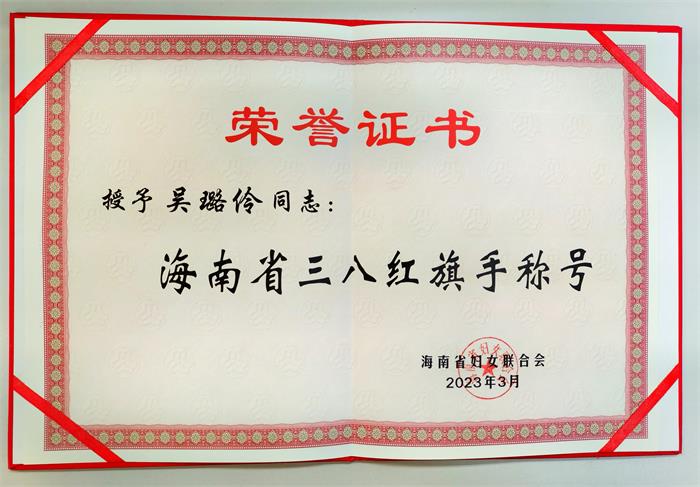 荣誉证书
授予吴璐伶同志：
海南省三八红旗手称号
海南省妇女联合会
2023年3月